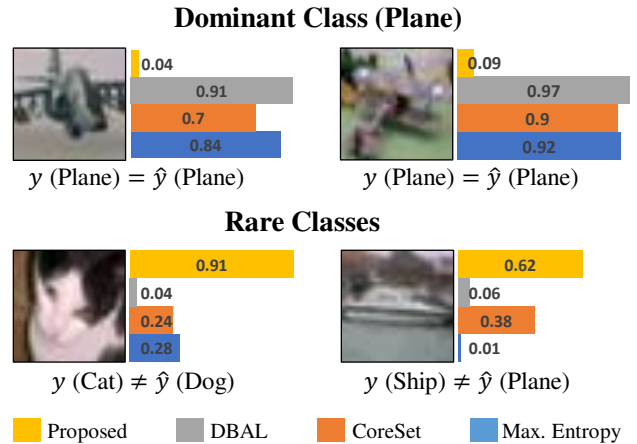 Dominant Class (Plane)
0.04
0.91
0.7
0.84
0.09
0.97
0.9
0.92
y (Plane) = ŷ (Plane)
y (Plane) = ŷ (Plane)
Rare Classes
0.91
0.04
0.24
0.28
0.62
0.06
0.38
0.01
y (Cat) ≠ ŷ (Dog)
y (Ship) ≠ ŷ (Plane)
Proposed
DBAL
CoreSet
Max. Entropy